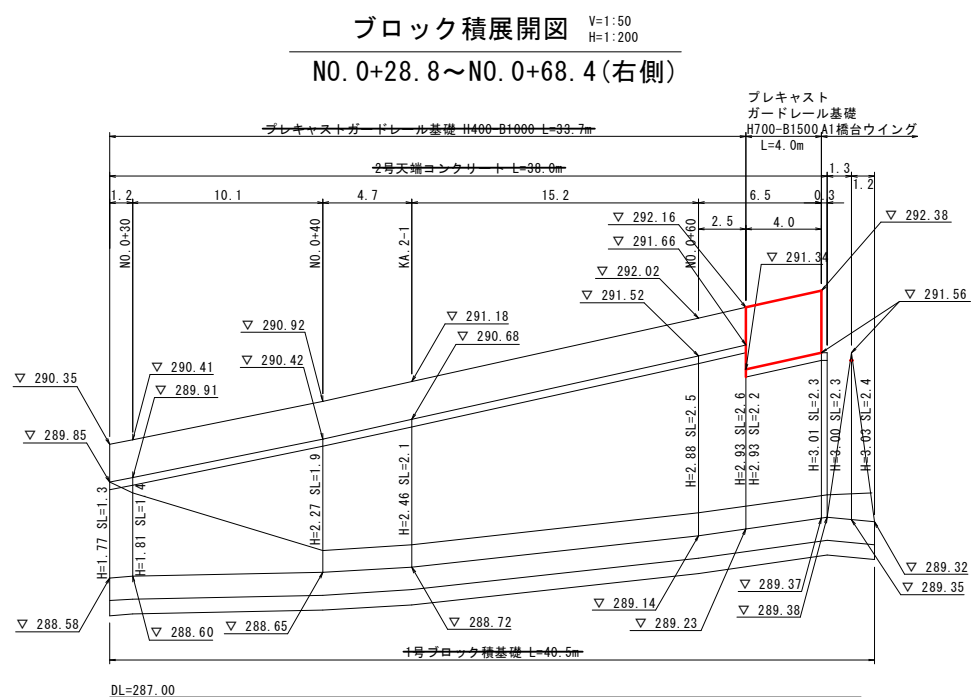 ブロック積展開図 V=1:50
H=1:200
NO.0+28.8～NO.0+68.4(右側)
プレキャスト
ガードレール基礎
プレキャストガードレール基礎 H400-B1000 L=33.7m
H700-B1500 A1橋台ウイング
L=4.0m
2号天端コンクリート L=38.0m
1.3
1.2
1.2
10.1
4.7
15.2
6.5
0.3
2.5
4.0
NO.0+30
NO.0+40
KA.2-1
NO.0+60
▽ 292.16
▽ 292.38
▽ 291.66
▽ 291.34
▽ 292.02
▽ 291.52
▽ 291.56
▽ 291.18
▽ 290.68
▽ 290.92
▽ 290.42
▽ 290.41
▽ 289.91
▽ 290.35
▽ 289.85
H=1.77 SL=1.3
H=1.81 SL=1.4
H=2.27 SL=1.9
H=2.46 SL=2.1
H=2.88 SL=2.5
H=2.93 SL=2.6
H=2.93 SL=2.2
H=3.01 SL=2.3
H=3.00 SL=2.3
H=3.03 SL=2.4
▽ 289.32
▽ 289.35
▽ 289.37
▽ 289.38
▽ 289.14
▽ 289.23
▽ 288.58
▽ 288.60
▽ 288.65
▽ 288.72
1号ブロック積基礎 L=40.5m
DL=287.00